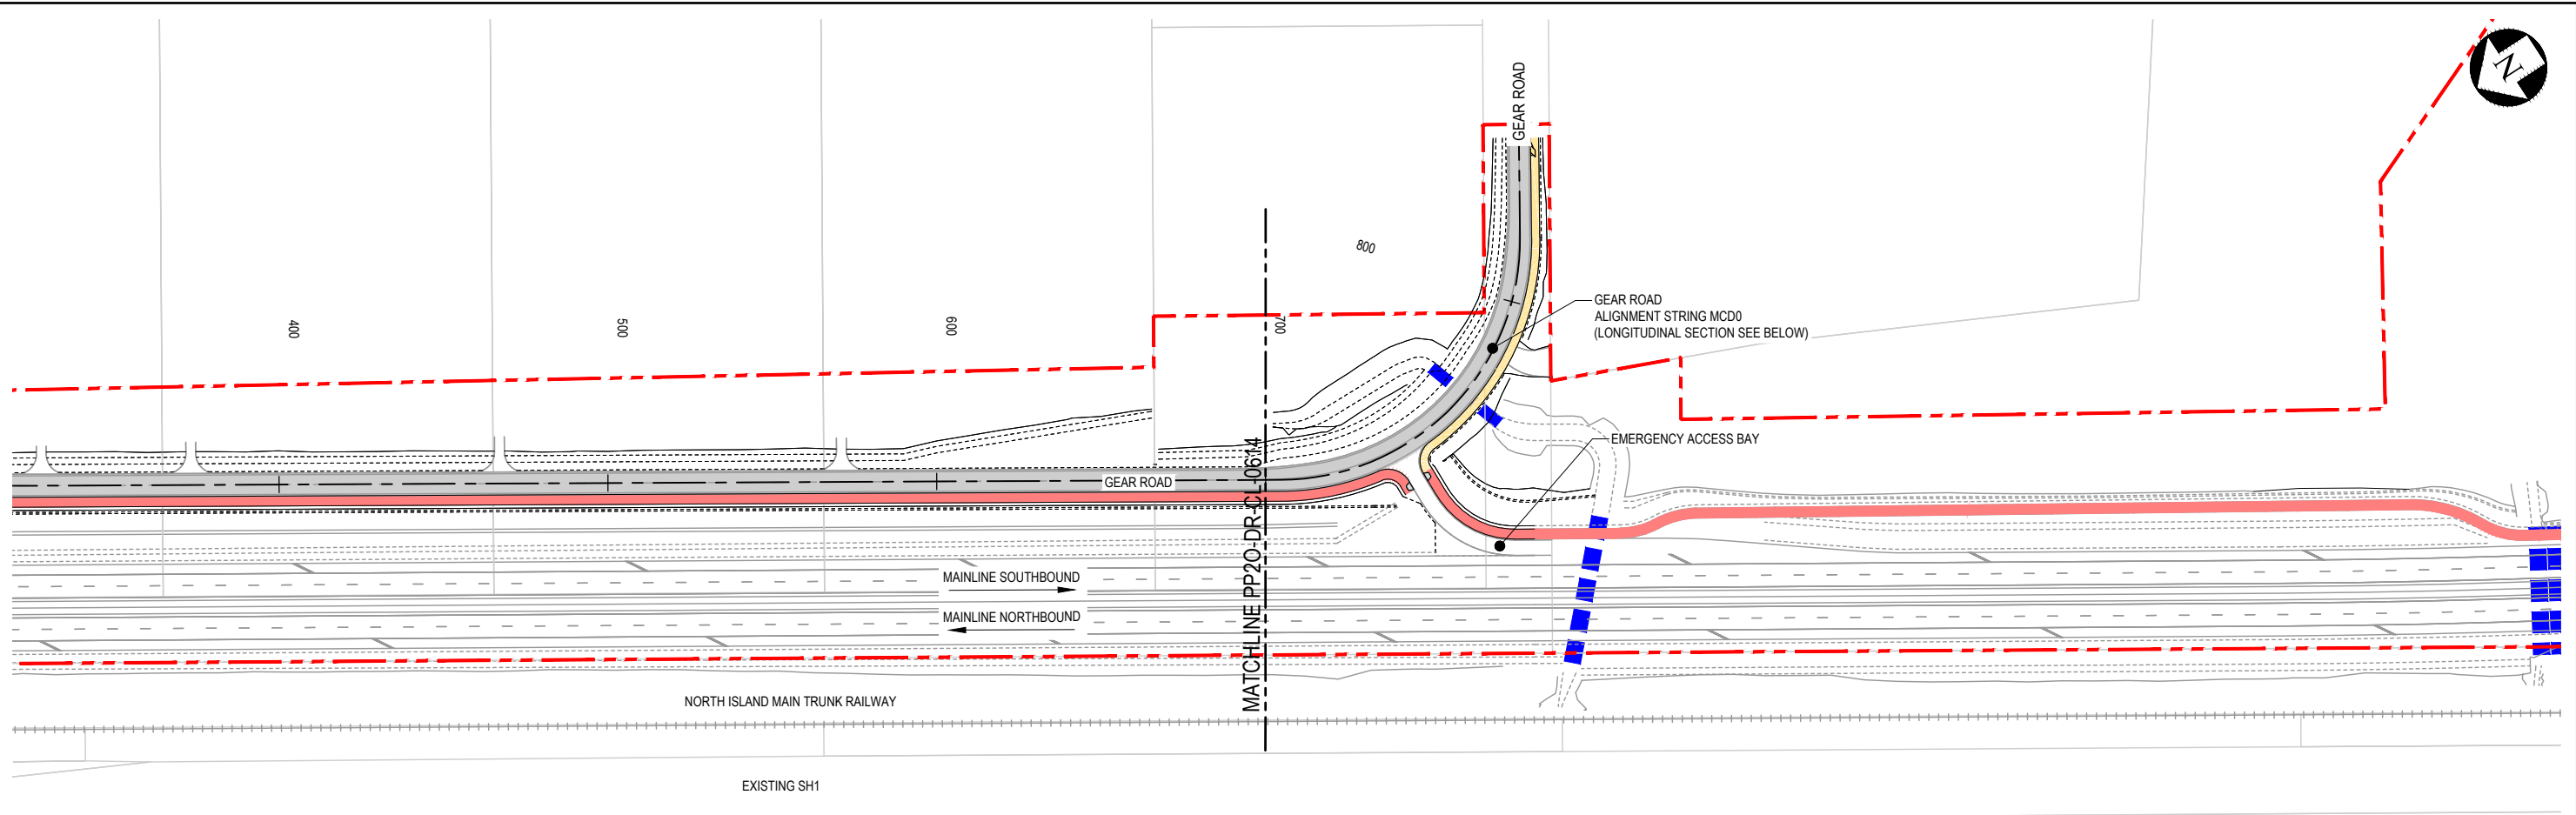 N
GEAR ROAD
800
GEAR ROAD
ALIGNMENT STRING MCD0
(LONGITUDINAL SECTION SEE BELOW)
400
500
600
700
EMERGENCY ACCESS BAY
GEAR ROAD
MATCHLINE PP2O-DR-CL-0614
MAINLINE SOUTHBOUND
MAINLINE NORTHBOUND
NORTH ISLAND MAIN TRUNK RAILWAY
EXISTING SH1